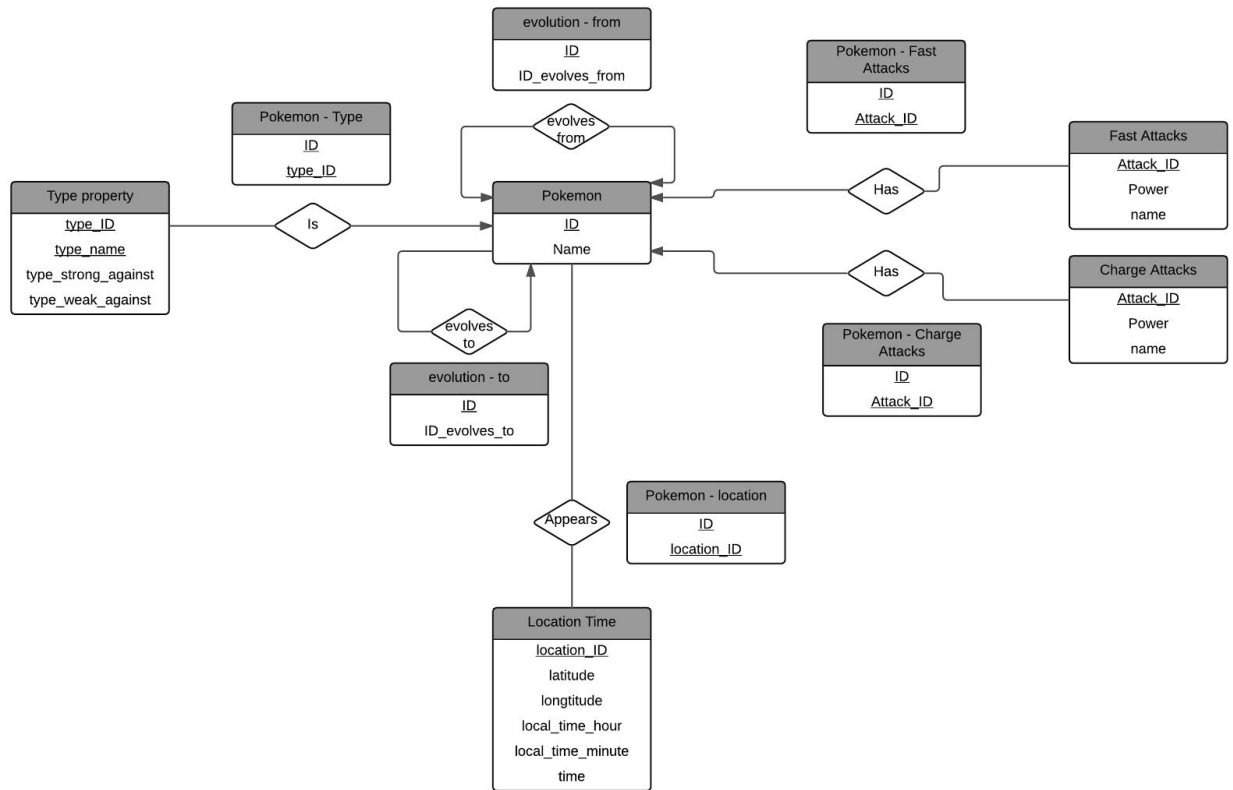 evolution - from
ID
ID_evolves_from
evolves
from
Pokemon - Fast
Attacks
ID
Attack_ID
Pokemon - Type
ID
type_ID
Fast Attacks
Attack_ID
Power
name
Type property
type_ID
type_name
type_strong_against
type_weak_against
Is
Pokemon
ID
Name
Has
Has
Charge Attacks
Attack_ID
Power
name
evolves
to
Pokemon - Charge
Attacks
ID
Attack_ID
evolution - to
ID
ID_evolves_to
Appears
Pokemon - location
ID
location_ID
Location Time
location_ID
latitude
longtitude
local_time_hour
local_time_minute
time